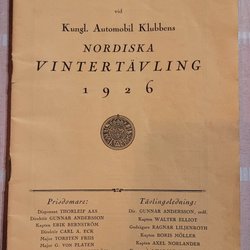 vid
Kungl. Automobil Klubbens
NORDISKA
VINTERTÄVLING
1926
Prisdomare:
Disponent THORLEIF AAS
Direktör GUNNAR ANDERSSON
Kapten ERIK BERNSTRÖM
Direktör CARL A. ECK
Major TORSTEN FRIIS
Major G. VON PLATEN
Tävlingsledning:
Dir. GUNNAR ANDERSSON, ordf.
Kapten WALTER ELLIOT
Godsägare RAGNAR LILJENROTH
Kapten BORIS MÖLLER
Kapten AXEL NORLANDER